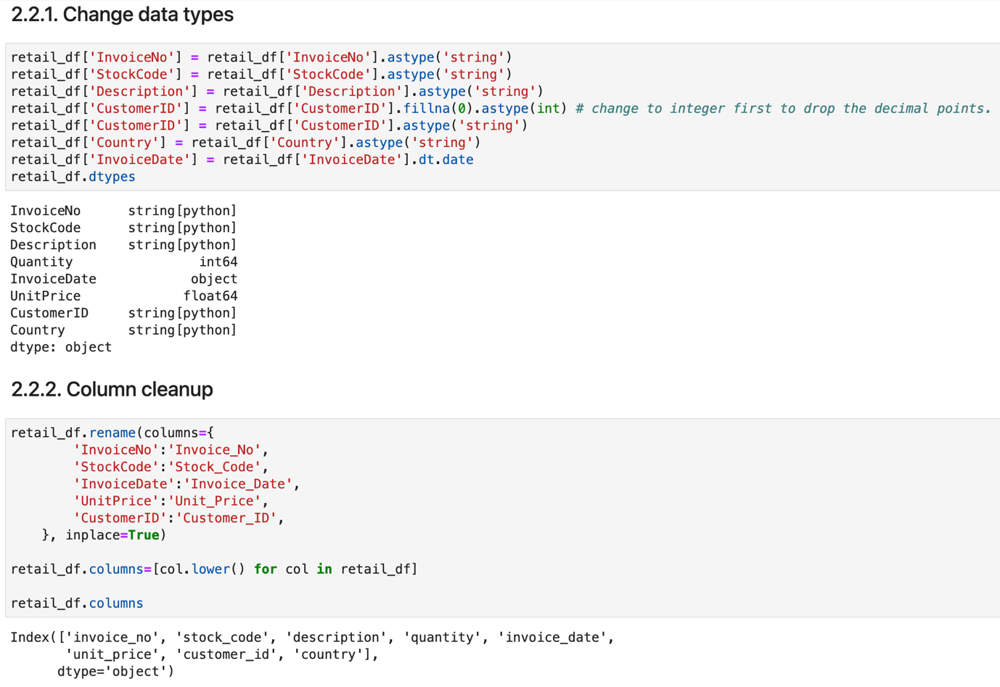 2.2.1. Change data types
retail_df['InvoiceNo'] = retail_df['InvoiceNo'].astype('string')
retail_df['StockCode'] = retail_df['StockCode'].astype('string')
retail_df['Description'] = retail_df['Description'].astype('string')
retail_df['CustomerID'] = retail_df['CustomerID'].fillna(0).astype(int) # change to integer first to drop the decimal points.
retail_df['CustomerID'] = retail_df['CustomerID'].astype('string')
retail_df['Country'] = retail_df['Country'].astype('string')
retail_df['InvoiceDate'] = retail_df['InvoiceDate'].dt.date
retail_df.dtypes
InvoiceNo      string[python]
StockCode      string[python]
Description    string[python]
Quantity                int64
InvoiceDate            object
UnitPrice             float64
CustomerID     string[python]
Country        string[python]
dtype: object
2.2.2. Column cleanup
retail_df.rename(columns={
        'InvoiceNo':'Invoice_No',
        'StockCode':'Stock_Code',
        'InvoiceDate':'Invoice_Date',
        'UnitPrice':'Unit_Price',
        'CustomerID':'Customer_ID',
    }, inplace=True)
retail_df.columns=[col.lower() for col in retail_df]
retail_df.columns
Index(['invoice_no', 'stock_code', 'description', 'quantity', 'invoice_date',
       'unit_price', 'customer_id', 'country'],
      dtype='object')